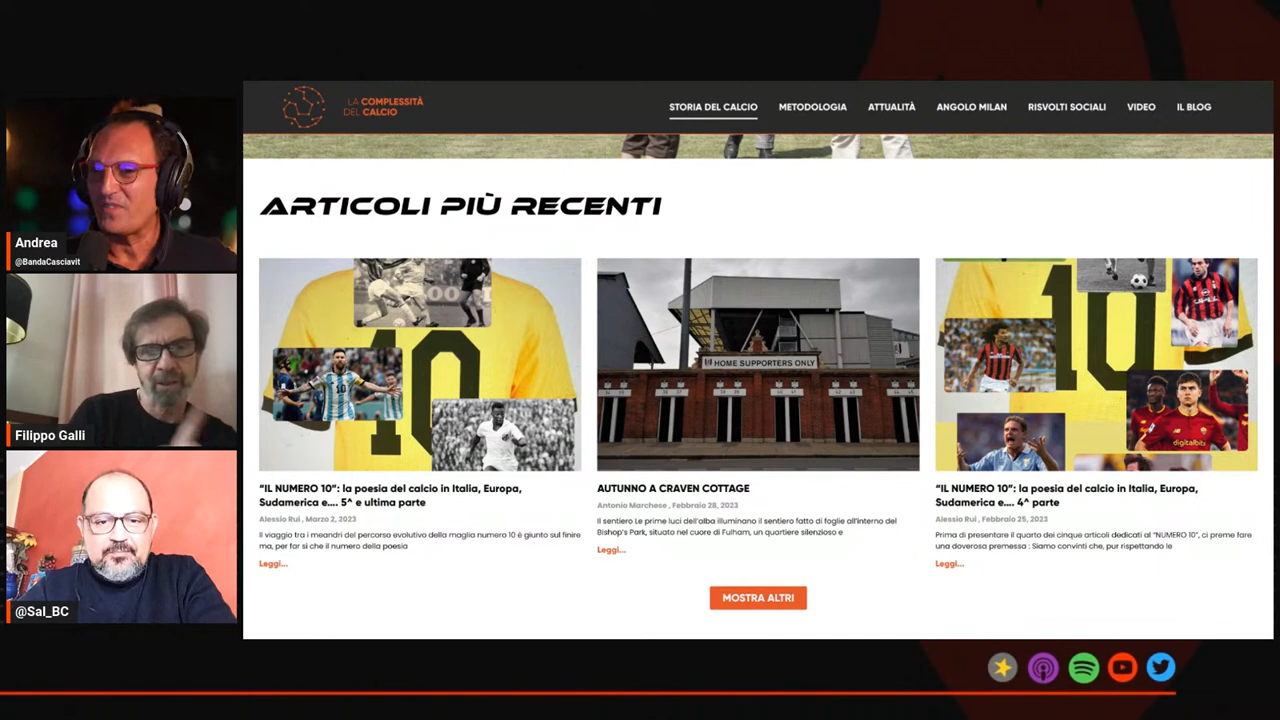 LA COMPLESSITÀ
DEL CALCIO
STORIA DEL CALCIO
METODOLOGIA
ATTUALITÀ
ANGOLO MILAN
RISVOLTI SOCIALI
VIDEO
IL BLOG
ARTICOLI PIÙ RECENTI
Andrea
@BandaCasciavit
Filippo Galli
@Sal_BC
10
10
HOME SUPPORTERS ONLY
10
OPEL
digitalbits
"IL NUMERO 10": la poesia del calcio in Italia, Europa,
Sudamerica e.... 5^ e ultima parte
Alessio Rui , Marzo 2, 2023
Il viaggio tra i meandri del percorso evolutivo della maglia numero 10 è giunto sul finire
ma, per far sì che il numero della poesia
Leggi...
AUTUNNO A CRAVEN COTTAGE
Antonio Marchese , Febbraio 28, 2023
Il sentiero Le prime luci dell'alba illuminano il sentiero fatto di foglie all'interno del
Bishop's Park, situato nel cuore di Fulham, un quartiere silenzioso e
Leggi...
"IL NUMERO 10": la poesia del calcio in Italia, Europa,
Sudamerica e.... 4^ parte
Alessio Rui , Febbraio 25, 2023
Prima di presentare il quarto dei cinque articoli dedicati al "NUMERO 10", ci preme fare
una doverosa premessa : Siamo convinti che, pur rispettando le
Leggi...
MOSTRA ALTRI